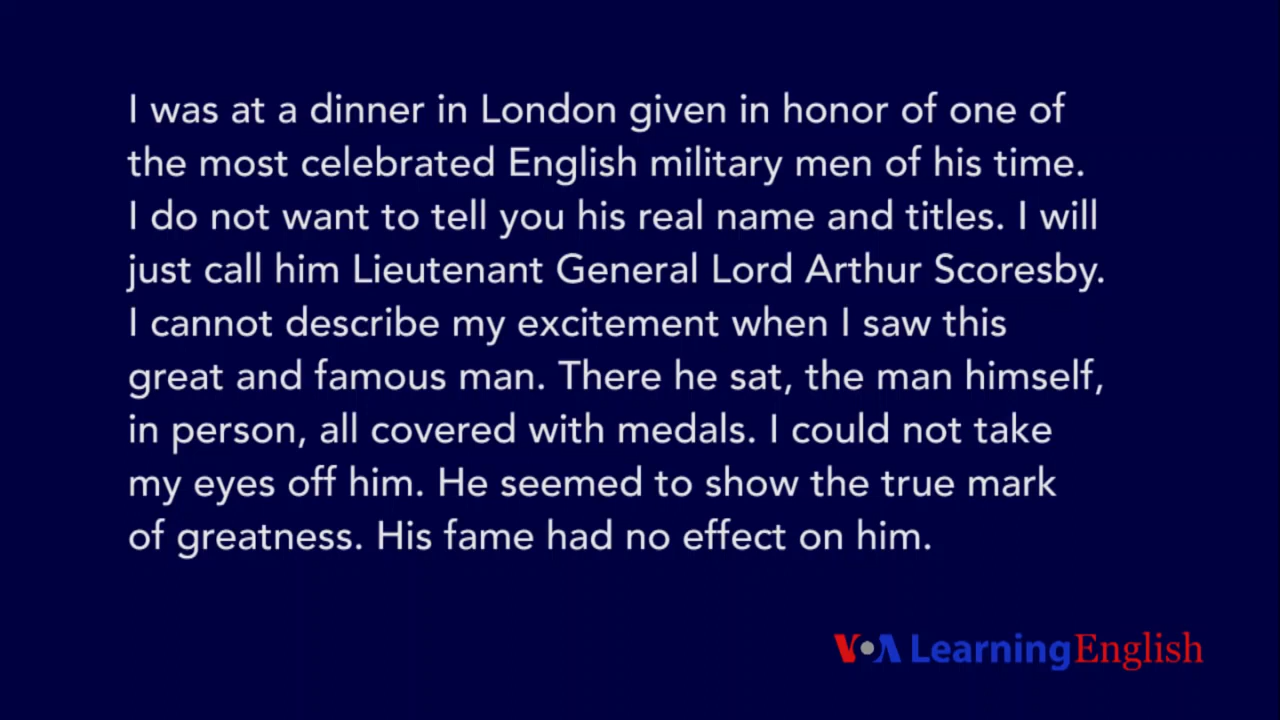 I was at a dinner in London given in honor of one of
the most celebrated English military men of his time.
I do not want to tell you his real name and titles. I will
just call him Lieutenant General Lord Arthur Scoresby.
I cannot describe my excitement when I saw this
great and famous man. There he sat, the man himself,
in person, all covered with medals. I could not take
my eyes off him. He seemed to show the true mark
of greatness. His fame had no effect on him.
VOA Learning English